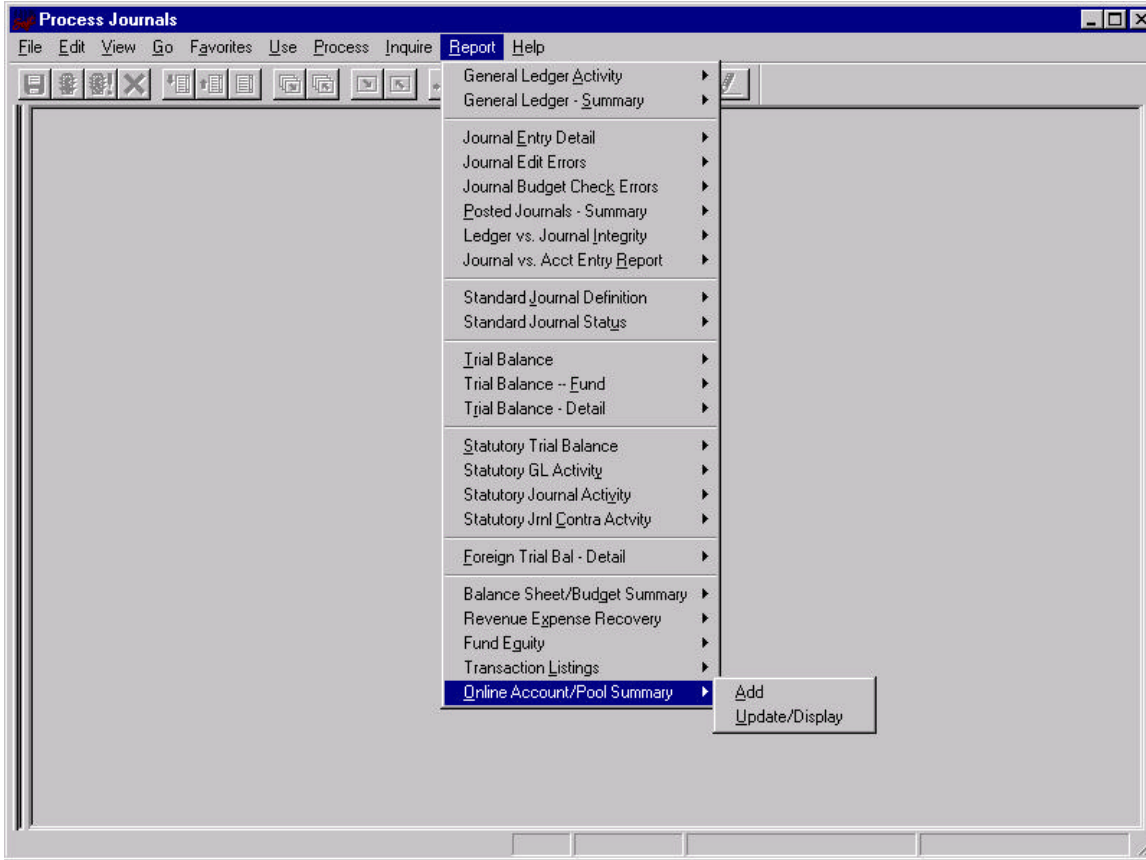 Process Journals
File Edit View Go Favorites Use Process Inquire Report Help
General Ledger Activity
General Ledger - Summary
Journal Entry Detail
Journal Edit Errors
Journal Budget Check Errors
Posted Journals - Summary
Ledger vs. Journal Integrity
Journal vs. Acct Entry Report
Standard Journal Definition
Standard Journal Status
Trial Balance
Trial Balance -- Fund
Trial Balance - Detail
Statutory Trial Balance
Statutory GL Activity
Statutory Journal Activity
Statutory Jrnl Contra Actvity
Foreign Trial Bal - Detail
Balance Sheet/Budget Summary
Revenue Expense Recovery
Fund Equity
Transaction Listings
Online Account/Pool Summary
Add
Update/Display